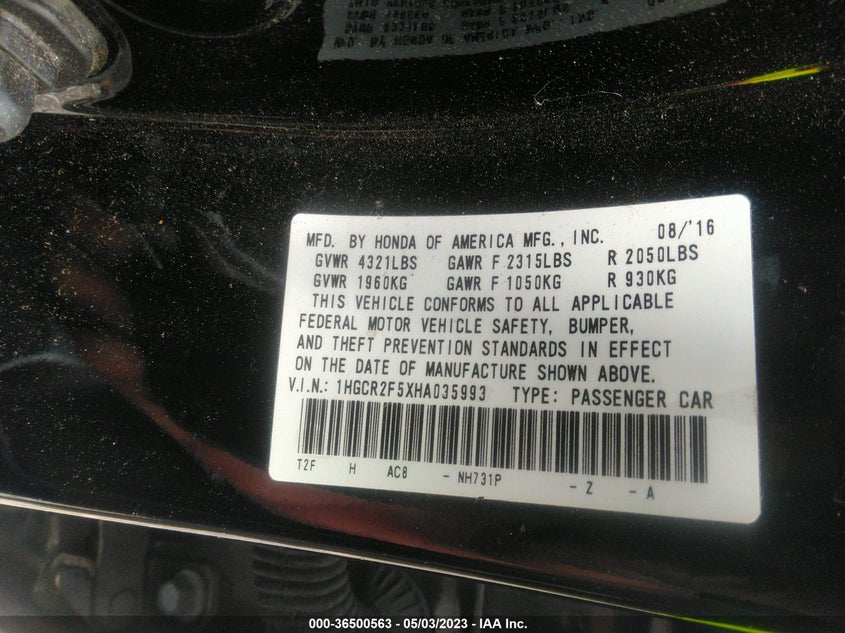 MFD. BY HONDA OF AMERICA MFG., INC. 08/'16
GVWR 4321LBS GAWR F 2315LBS R 2050LBS
GVWR 1960KG GAWR F 1050KG R 930KG
THIS VEHICLE CONFORMS TO ALL APPLICABLE
FEDERAL MOTOR VEHICLE SAFETY, BUMPER,
AND THEFT PREVENTION STANDARDS IN EFFECT
ON THE DATE OF MANUFACTURE SHOWN ABOVE.
V.I.N.: 1HGCR2F5XHA035993 TYPE: PASSENGER CAR
T2F H AC8 - NH731P - Z - A
000-36500563 - 05/03/2023 - IAA Inc.